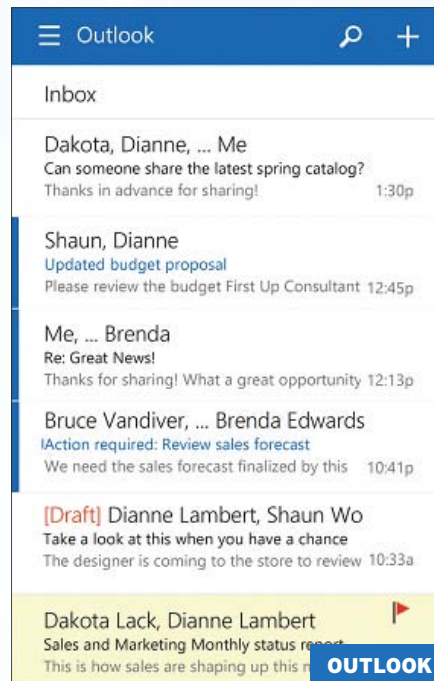 Outlook
Inbox
Dakota, Dianne, ... Me
Can someone share the latest spring catalog?
Thanks in advance for sharing! 1:30p
Shaun, Dianne
Updated budget proposal
Please review the budget First Up Consultant 12:45p
Me, ... Brenda
Re: Great News!
Thanks for sharing! What a great opportunity 12:13p
Bruce Vandiver, ... Brenda Edwards
!Action required: Review sales forecast
We need the sales forecast finalized by this 10:41p
[Draft] Dianne Lambert, Shaun Wo
Take a look at this when you have a chance
The designer is coming to the store to review 10:33a
Dakota Lack, Dianne Lambert
Sales and Marketing Monthly status report
This is how sales are shaping up this
OUTLOOK